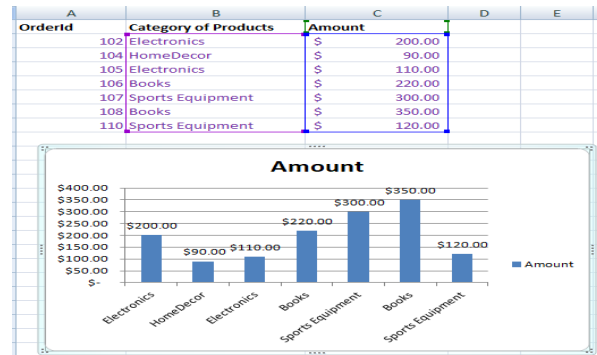 A B C D E
OrderId Category of Products Amount
102 Electronics $ 200.00
104 HomeDecor $ 90.00
105 Electronics $ 110.00
106 Books $ 220.00
107 Sports Equipment $ 300.00
108 Books $ 350.00
110 Sports Equipment $ 120.00
Amount
$400.00
$350.00
$300.00
$250.00
$200.00
$150.00
$100.00
$50.00
$-
$200.00
$90.00
$110.00
$220.00
$300.00
$350.00
$120.00
Electronics
HomeDecor
Electronics
Books
Sports Equipment
Books
Sports Equipment
Amount